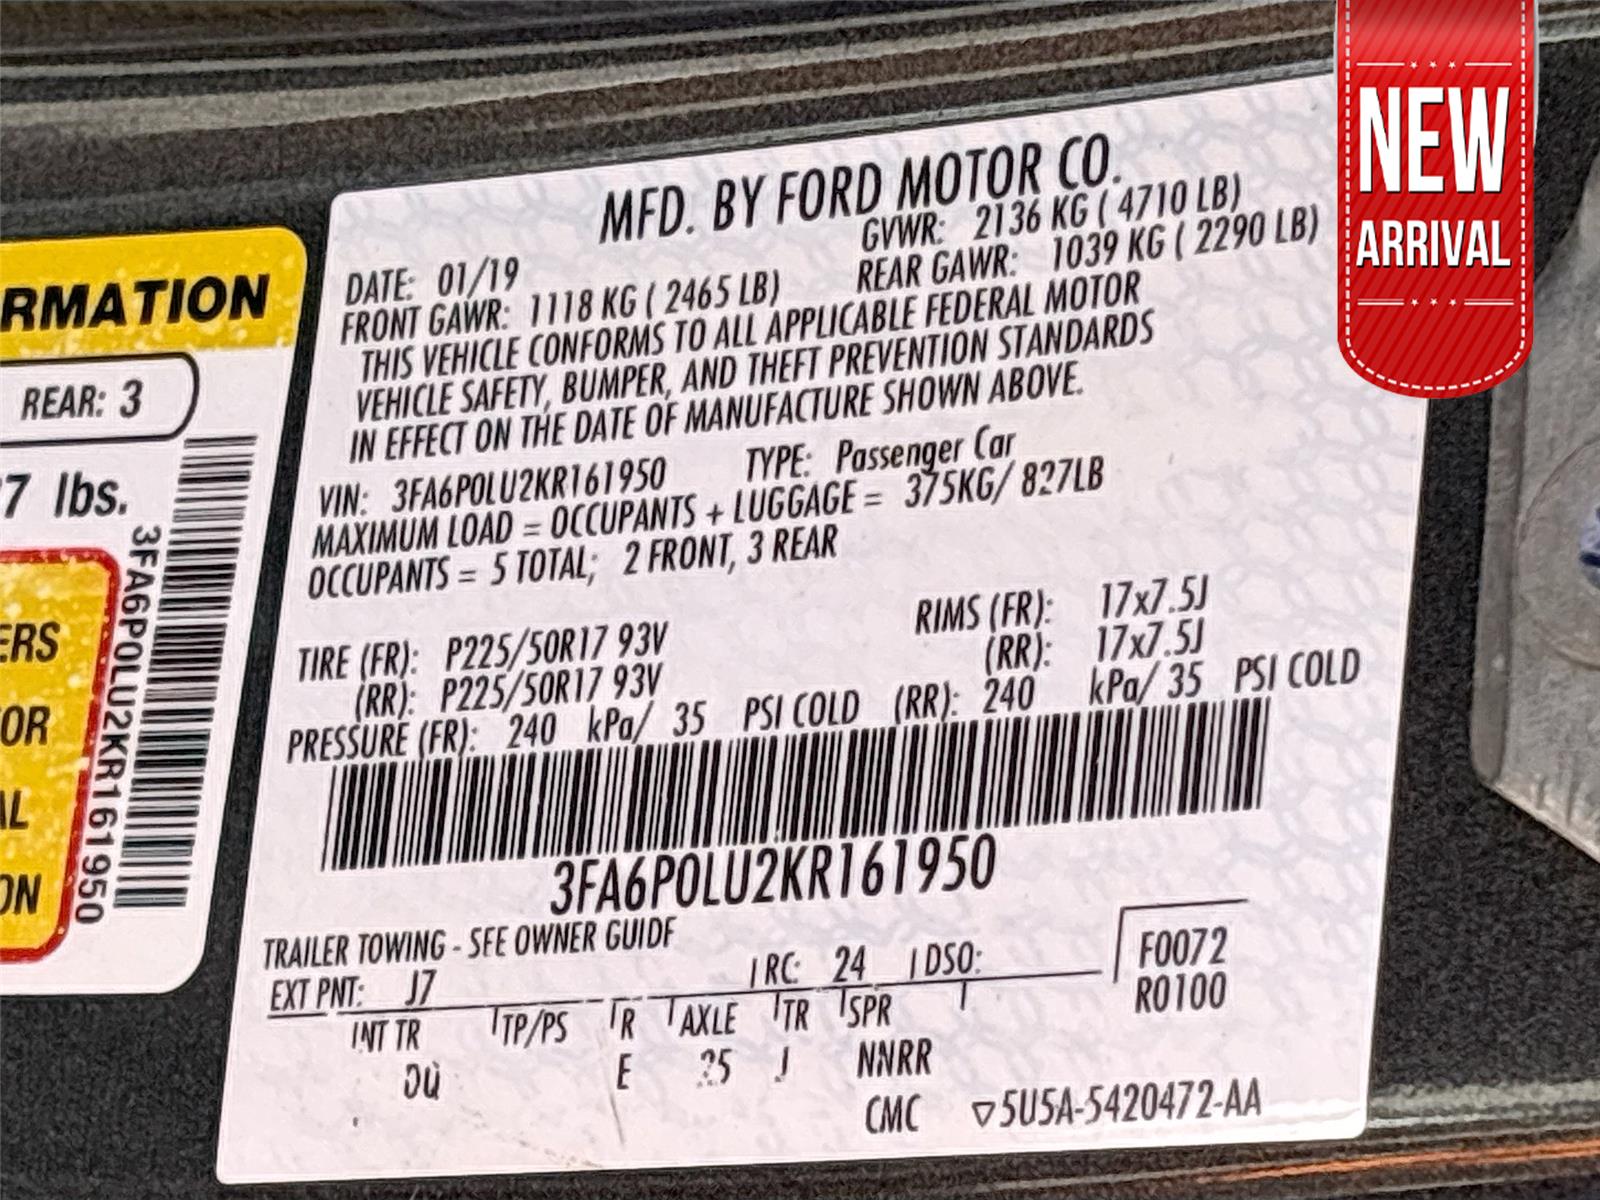 NEW
ARRIVAL
MFD. BY FORD MOTOR CO.
DATE: 01/19
GVWR: 2136 KG ( 4710 LB)
FRONT GAWR: 1118 KG ( 2465 LB)
REAR GAWR: 1039 KG ( 2290 LB)
THIS VEHICLE CONFORMS TO ALL APPLICABLE FEDERAL MOTOR
VEHICLE SAFETY, BUMPER, AND THEFT PREVENTION STANDARDS
IN EFFECT ON THE DATE OF MANUFACTURE SHOWN ABOVE.
VIN: 3FA6P0LU2KR161950 TYPE: Passenger Car
MAXIMUM LOAD = OCCUPANTS + LUGGAGE = 375KG/ 827LB
OCCUPANTS = 5 TOTAL; 2 FRONT, 3 REAR
TIRE (FR): P225/50R17 93V RIMS (FR): 17x7.5J
(RR): P225/50R17 93V (RR): 17x7.5J
PRESSURE (FR): 240 kPa/ 35 PSI COLD (RR): 240 kPa/ 35 PSI COLD
3FA6P0LU2KR161950
TRAILER TOWING - SEE OWNER GUIDE
EXT PNT: J7 RC: 24 DSO:
F0072
R0100
INT TR TP/PS R AXLE TR SPR
E J NNRR
CMC ▽5U5A-5420472-AA
RMATION
REAR: 3
7 lbs.
3FA6P0LU2KR161950
ERS
OR
AL
ON